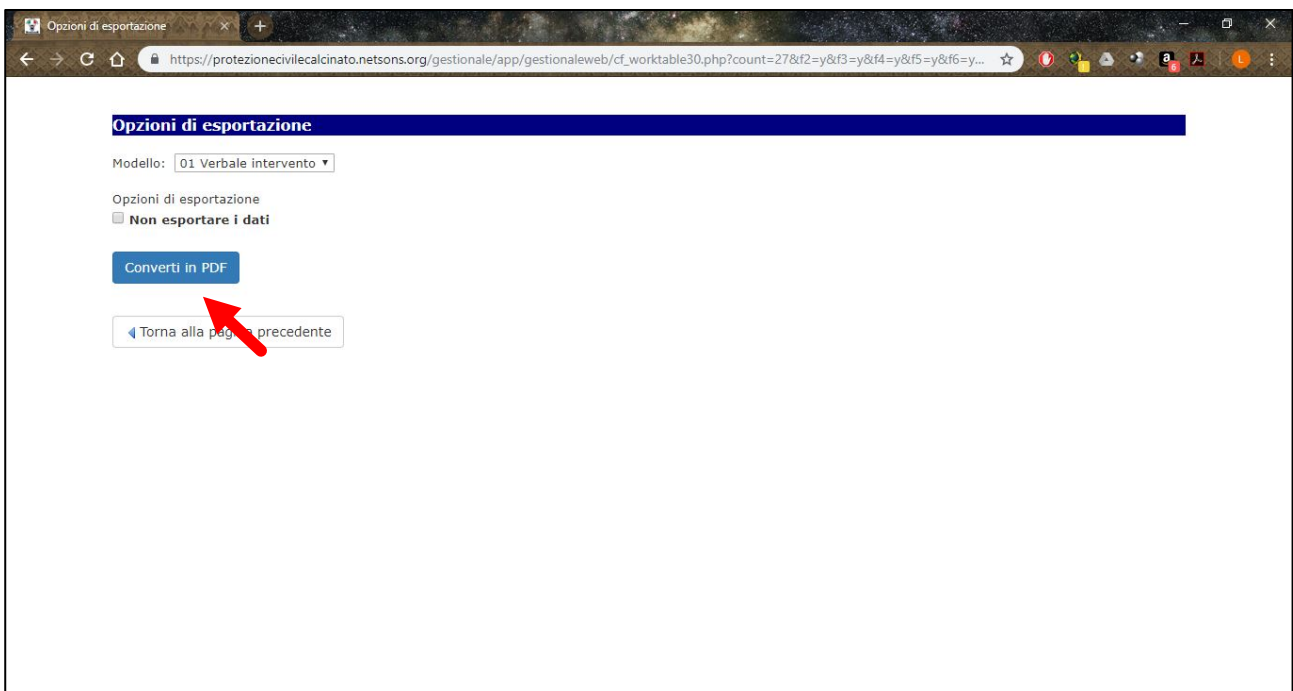 Opzioni di esportazione
https://protezionecivilecalcinato.netsons.org/gestionale/app/gestionaleweb/cf_worktable30.php?count=27&f2=y&f3=y&f4=y&f5=y&f6=y...
Opzioni di esportazione
Modello: 01 Verbale intervento
Opzioni di esportazione
Non esportare i dati
Converti in PDF
Torna alla pagina precedente